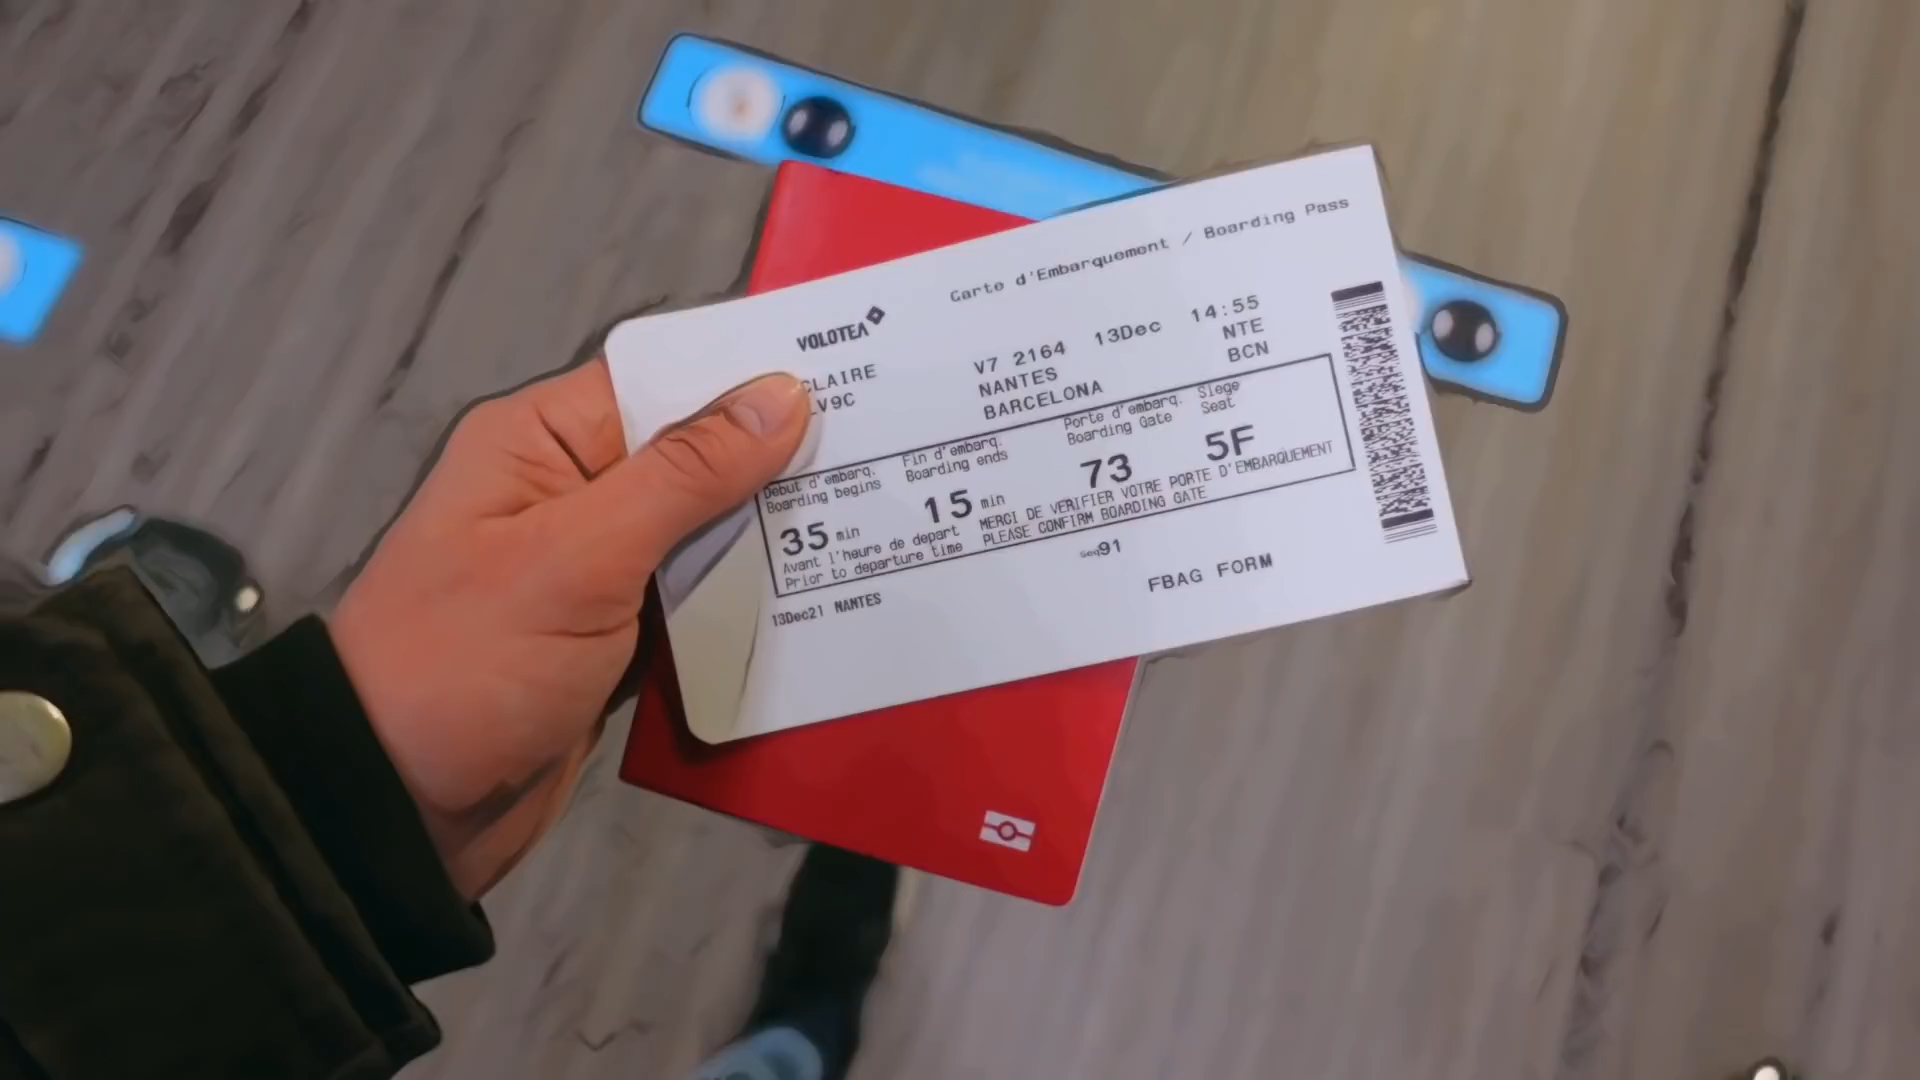 Carte d'Embarquement / Boarding Pass
VOLOTEA
CLAIRE
LV9C
V7 2164 13Dec 14:55
NANTES NTE
BARCELONA BCN
Debut d'embarq. Fin d'embarq. Porte d'embarq. Siege
Boarding begins Boarding ends Boarding Gate Seat
35 min 15 min 73 5F
Avant l'heure de depart MERCI DE VERIFIER VOTRE PORTE D'EMBARQUEMENT
Prior to departure time PLEASE CONFIRM BOARDING GATE
Seq91
13Dec21 NANTES
FBAG FORM